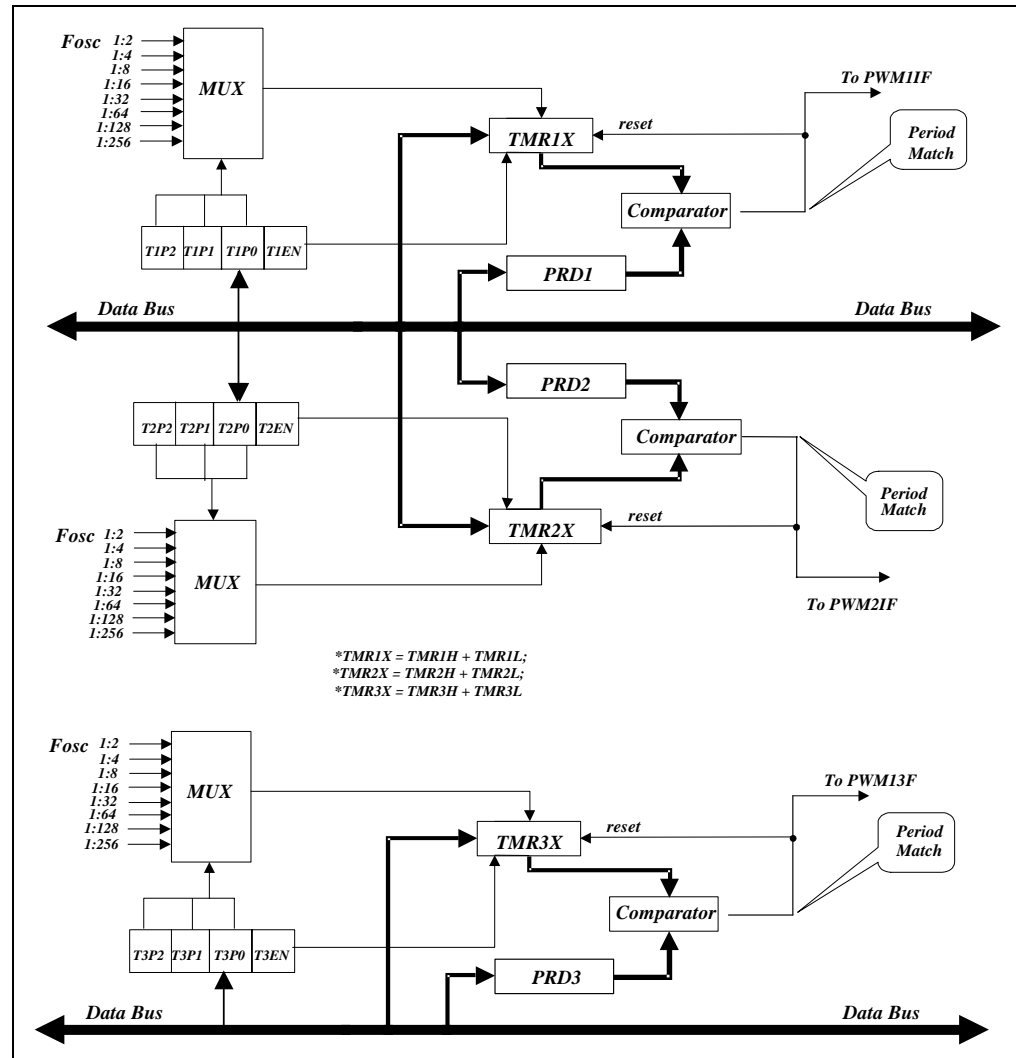 Fosc 1:2
1:4
1:8
1:16
1:32
1:64
1:128
1:256
MUX
To PWM1IF
TMR1X
reset
Period
Match
Comparator
T1P2 T1P1 T1P0 T1EN
PRD1
Data Bus
Data Bus
PRD2
T2P2 T2P1 T2P0 T2EN
Comparator
Period
Match
Fosc 1:2
1:4
1:8
1:16
1:32
1:64
1:128
1:256
MUX
TMR2X
reset
To PWM2IF
*TMR1X = TMR1H + TMR1L;
*TMR2X = TMR2H + TMR2L;
*TMR3X = TMR3H + TMR3L
Fosc 1:2
1:4
1:8
1:16
1:32
1:64
1:128
1:256
MUX
To PWM13F
TMR3X
reset
Period
Match
Comparator
T3P2 T3P1 T3P0 T3EN
PRD3
Data Bus
Data Bus